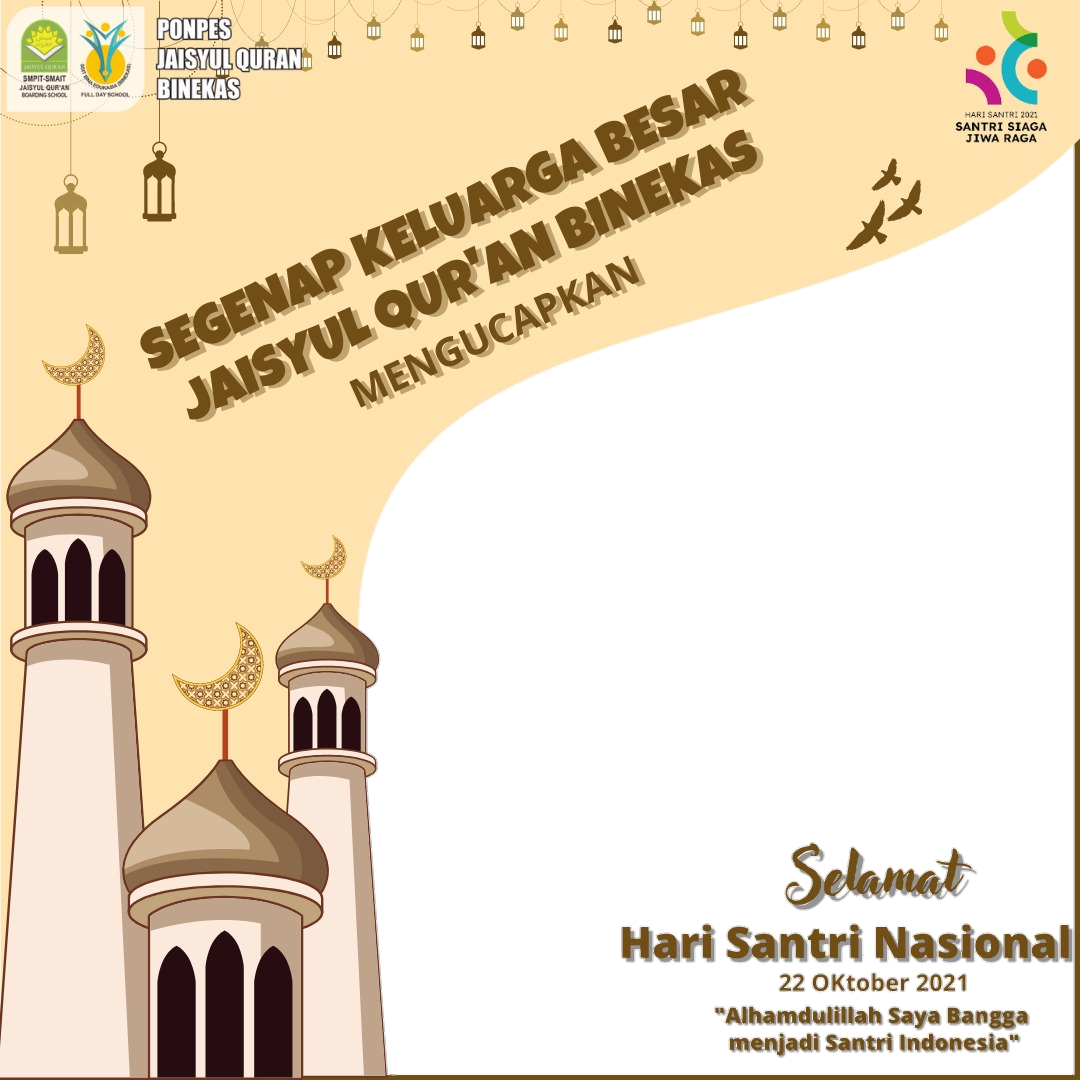 PONPES
JAISYUL QURAN
BINEKAS
SMPIT-SMAIT
JAISYUL QUR'AN
BOARDING SCHOOL
FULL DAY SCHOOL
HARI SANTRI 2021
SANTRI SIAGA
JIWA RAGA
SEGENAP KELUARGA BESAR
JAISYUL QUR'AN BINEKAS
MENGUCAPKAN
Selamat
Hari Santri Nasional
22 OKtober 2021
"Alhamdulillah Saya Bangga
menjadi Santri Indonesia"